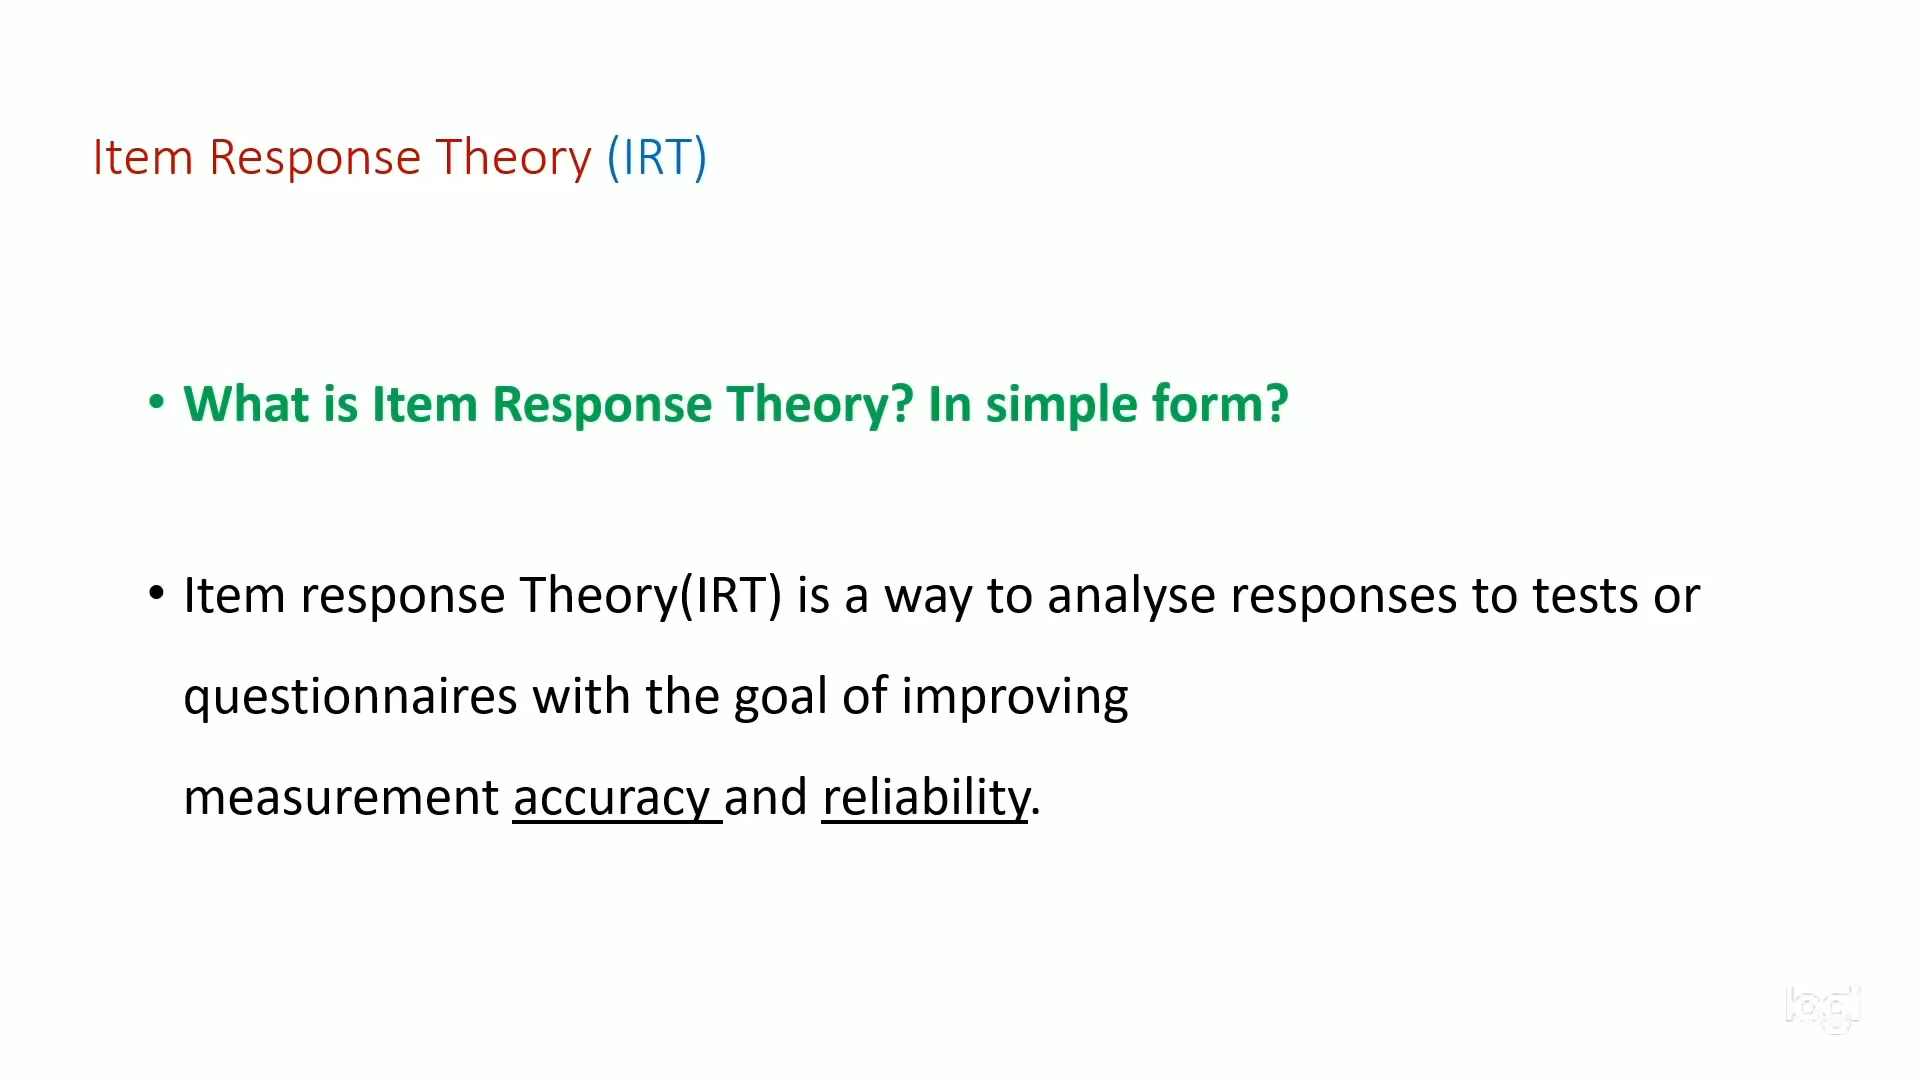 Item Response Theory (IRT)
• What is Item Response Theory? In simple form?
• Item response Theory(IRT) is a way to analyse responses to tests or
questionnaires with the goal of improving
measurement accuracy and reliability.
logi